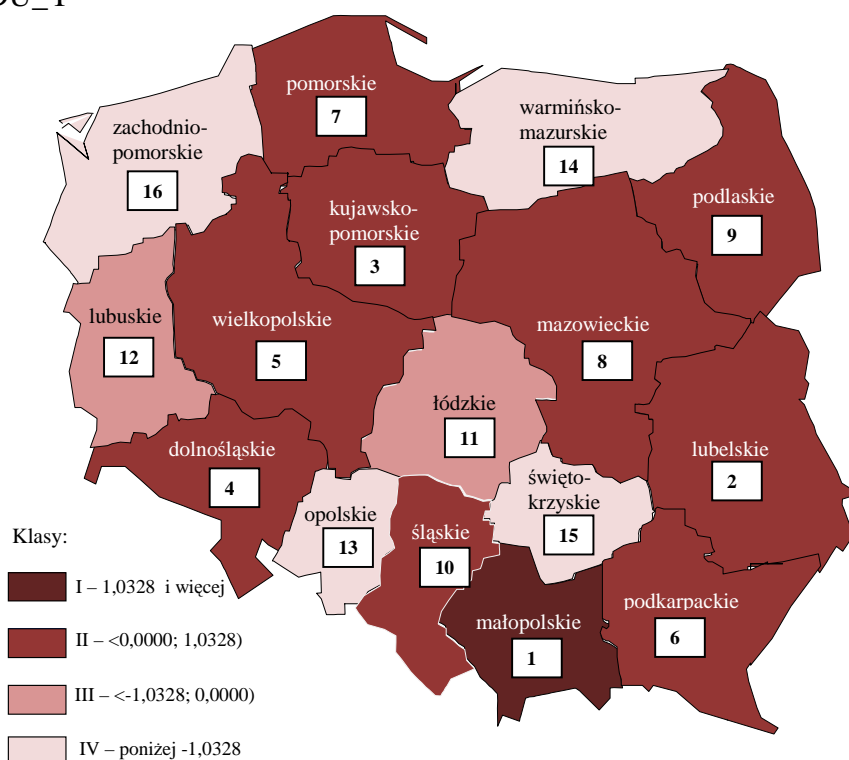 pomorskie
7
warmińsko-
mazurskie
14
zachodnio-
pomorskie
16
podlaskie
9
kujawsko-
pomorskie
3
lubuskie
12
wielkopolskie
5
mazowieckie
8
łódzkie
11
dolnośląskie
4
lubelskie
2
święto-
krzyskie
15
opolskie
13
śląskie
10
podkarpackie
6
małopolskie
1
Klasy:
I – 1,0328 i więcej
II – <0,0000; 1,0328)
III – <-1,0328; 0,0000)
IV – poniżej -1,0328